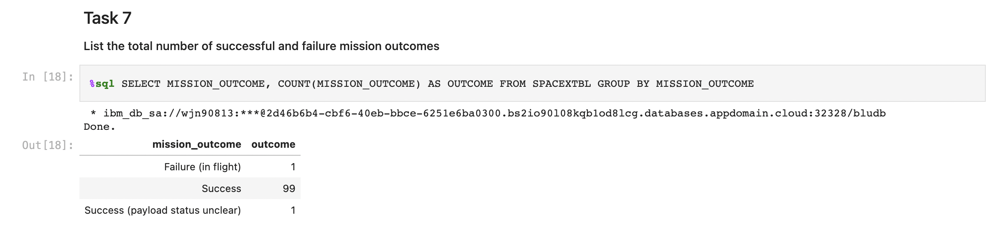 Task 7
List the total number of successful and failure mission outcomes
In [18]:
%sql SELECT MISSION_OUTCOME, COUNT(MISSION_OUTCOME) AS OUTCOME FROM SPACEXTBL GROUP BY MISSION_OUTCOME
* ibm_db_sa://wjn90813:***@2d46b6b4-cbf6-40eb-bbce-6251e6ba0300.bs2io90l08kqb1od8lcg.databases.appdomain.cloud:32328/bludb
Done.
Out[18]:
mission_outcome outcome
Failure (in flight) 1
Success 99
Success (payload status unclear) 1